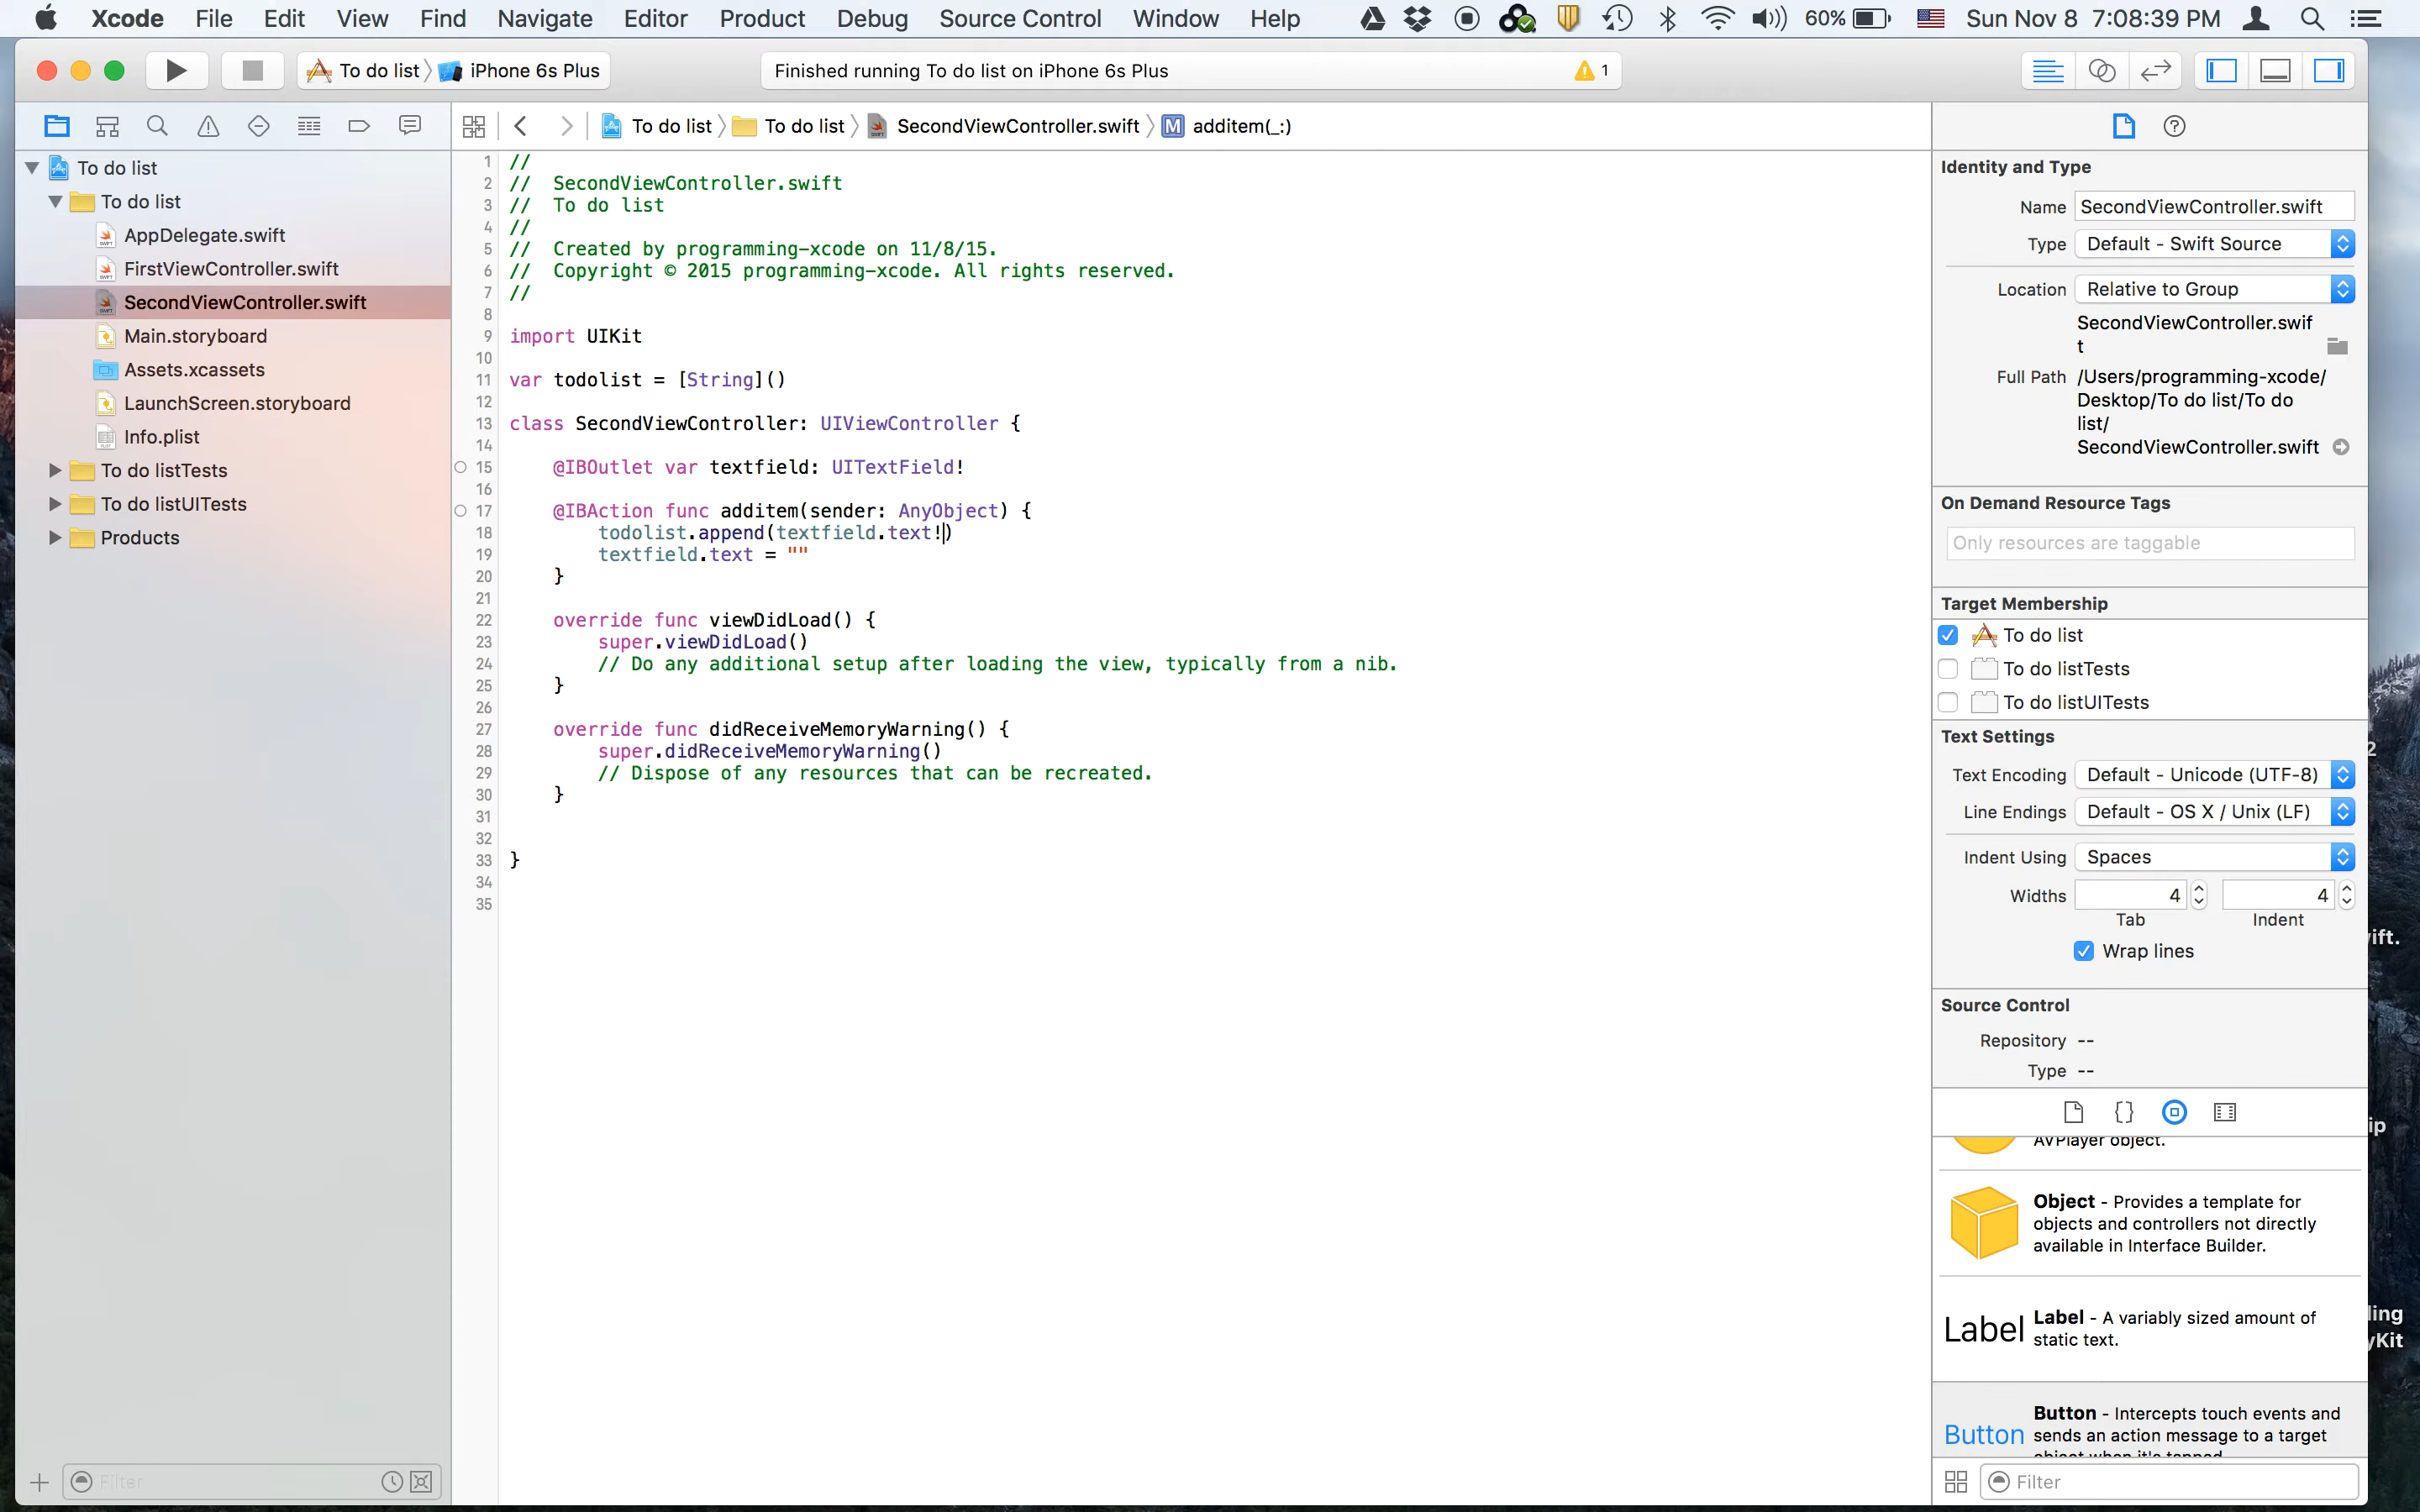 Xcode File Edit View Find Navigate Editor Product Debug Source Control Window Help 60% Sun Nov 8 7:08:39 PM
To do list iPhone 6s Plus Finished running To do list on iPhone 6s Plus 1
To do list To do list SecondViewController.swift M additem(_:)
To do list
To do list
AppDelegate.swift
FirstViewController.swift
SecondViewController.swift
Main.storyboard
Assets.xcassets
LaunchScreen.storyboard
Info.plist
To do listTests
To do listUITests
Products
Filter
1 //
2 //  SecondViewController.swift
3 //  To do list
4 //
5 //  Created by programming-xcode on 11/8/15.
6 //  Copyright © 2015 programming-xcode. All rights reserved.
7 //
8
9 import UIKit
10
11 var todolist = [String]()
12
13 class SecondViewController: UIViewController {
14
15     @IBOutlet var textfield: UITextField!
16
17     @IBAction func additem(sender: AnyObject) {
18         todolist.append(textfield.text!)
19         textfield.text = ""
20     }
21
22     override func viewDidLoad() {
23         super.viewDidLoad()
24         // Do any additional setup after loading the view, typically from a nib.
25     }
26
27     override func didReceiveMemoryWarning() {
28         super.didReceiveMemoryWarning()
29         // Dispose of any resources that can be recreated.
30     }
31
32
33 }
34
35
Identity and Type
Name SecondViewController.swift
Type Default - Swift Source
Location Relative to Group
SecondViewController.swif
t
Full Path /Users/programming-xcode/
Desktop/To do list/To do
list/
SecondViewController.swift
On Demand Resource Tags
Only resources are taggable
Target Membership
To do list
To do listTests
To do listUITests
Text Settings
Text Encoding Default - Unicode (UTF-8)
Line Endings Default - OS X / Unix (LF)
Indent Using Spaces
Widths 4 4
Tab Indent
Wrap lines
Source Control
Repository --
Type --
AVPlayer object.
Object - Provides a template for
objects and controllers not directly
available in Interface Builder.
Label Label - A variably sized amount of
static text.
Button Button - Intercepts touch events and
sends an action message to a target
object when it's tapped.
Filter